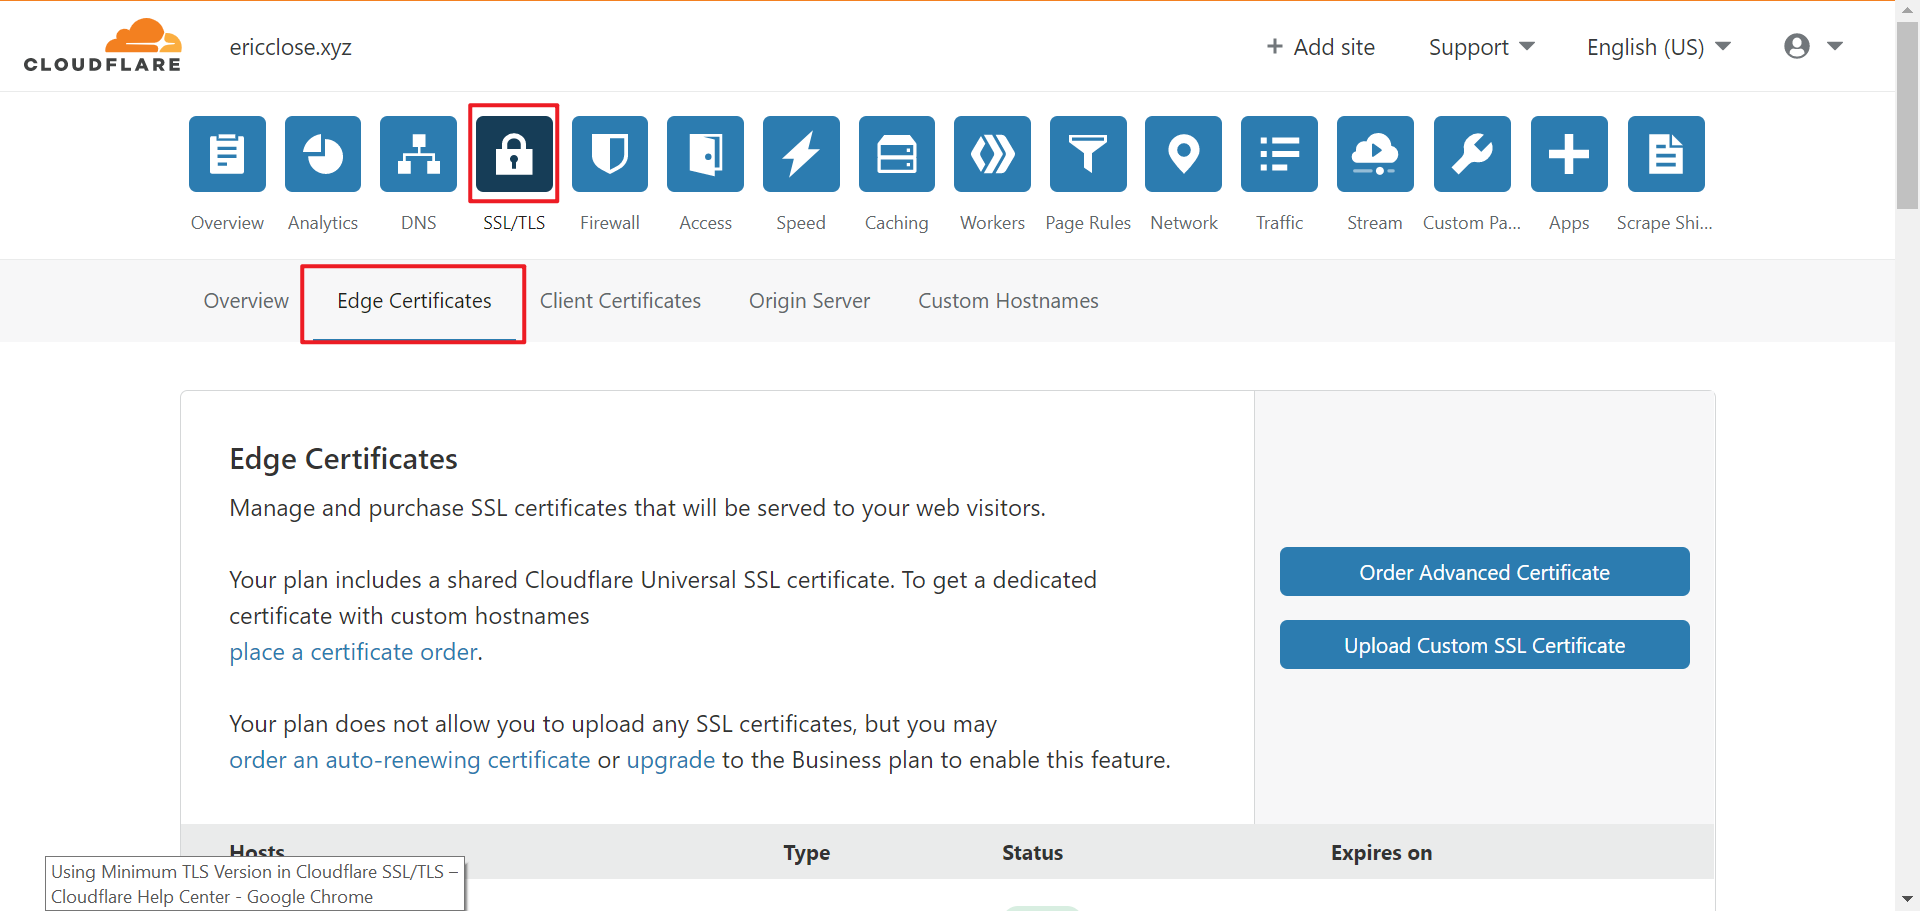 CLOUDFLARE
ericclose.xyz
+ Add site
Support
English (US)
Overview
Analytics
DNS
SSL/TLS
Firewall
Access
Speed
Caching
Workers
Page Rules
Network
Traffic
Stream
Custom Pa...
Apps
Scrape Shi...
Overview
Edge Certificates
Client Certificates
Origin Server
Custom Hostnames
Edge Certificates
Manage and purchase SSL certificates that will be served to your web visitors.
Your plan includes a shared Cloudflare Universal SSL certificate. To get a dedicated
certificate with custom hostnames
place a certificate order.
Your plan does not allow you to upload any SSL certificates, but you may
order an auto-renewing certificate or upgrade to the Business plan to enable this feature.
Order Advanced Certificate
Upload Custom SSL Certificate
Hosts
Type
Status
Expires on
Using Minimum TLS Version in Cloudflare SSL/TLS –
Cloudflare Help Center - Google Chrome